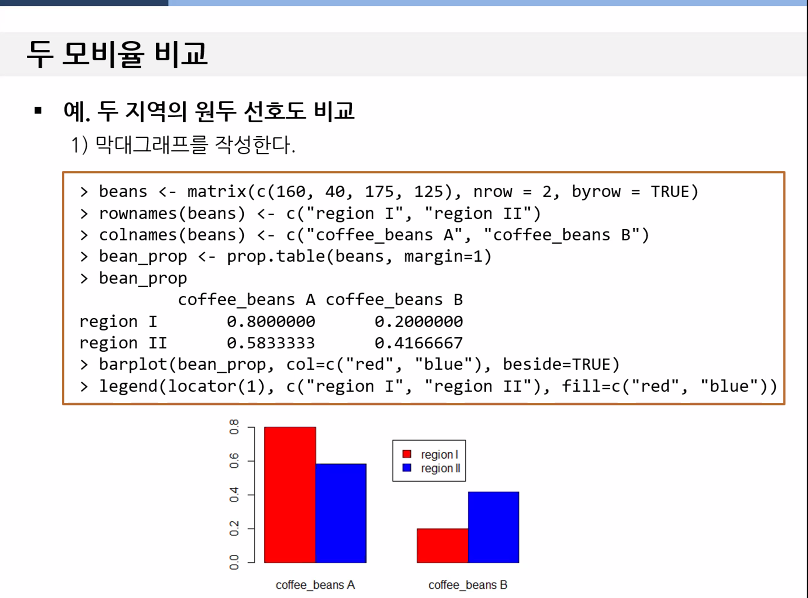 두 모비율 비교
▪ 예. 두 지역의 원두 선호도 비교
1) 막대그래프를 작성한다.
> beans <- matrix(c(160, 40, 175, 125), nrow = 2, byrow = TRUE)
> rownames(beans) <- c("region I", "region II")
> colnames(beans) <- c("coffee_beans A", "coffee_beans B")
> bean_prop <- prop.table(beans, margin=1)
> bean_prop
coffee_beans A coffee_beans B
region I 0.8000000 0.2000000
region II 0.5833333 0.4166667
> barplot(bean_prop, col=c("red", "blue"), beside=TRUE)
> legend(locator(1), c("region I", "region II"), fill=c("red", "blue"))
0.8
0.6
0.4
0.2
0.0
region I
region II
coffee_beans A
coffee_beans B